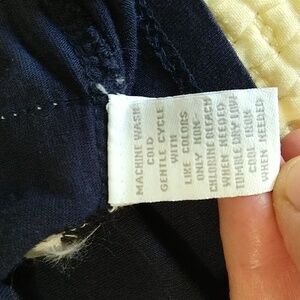 MACHINE WASH
COLD
GENTLE CYCLE
WITH
LIKE COLORS
ONLY NON-
CHLORINE BLEACH
WHEN NEEDED
TUMBLE DRY LOW
COOL IRON
WHEN NEEDED